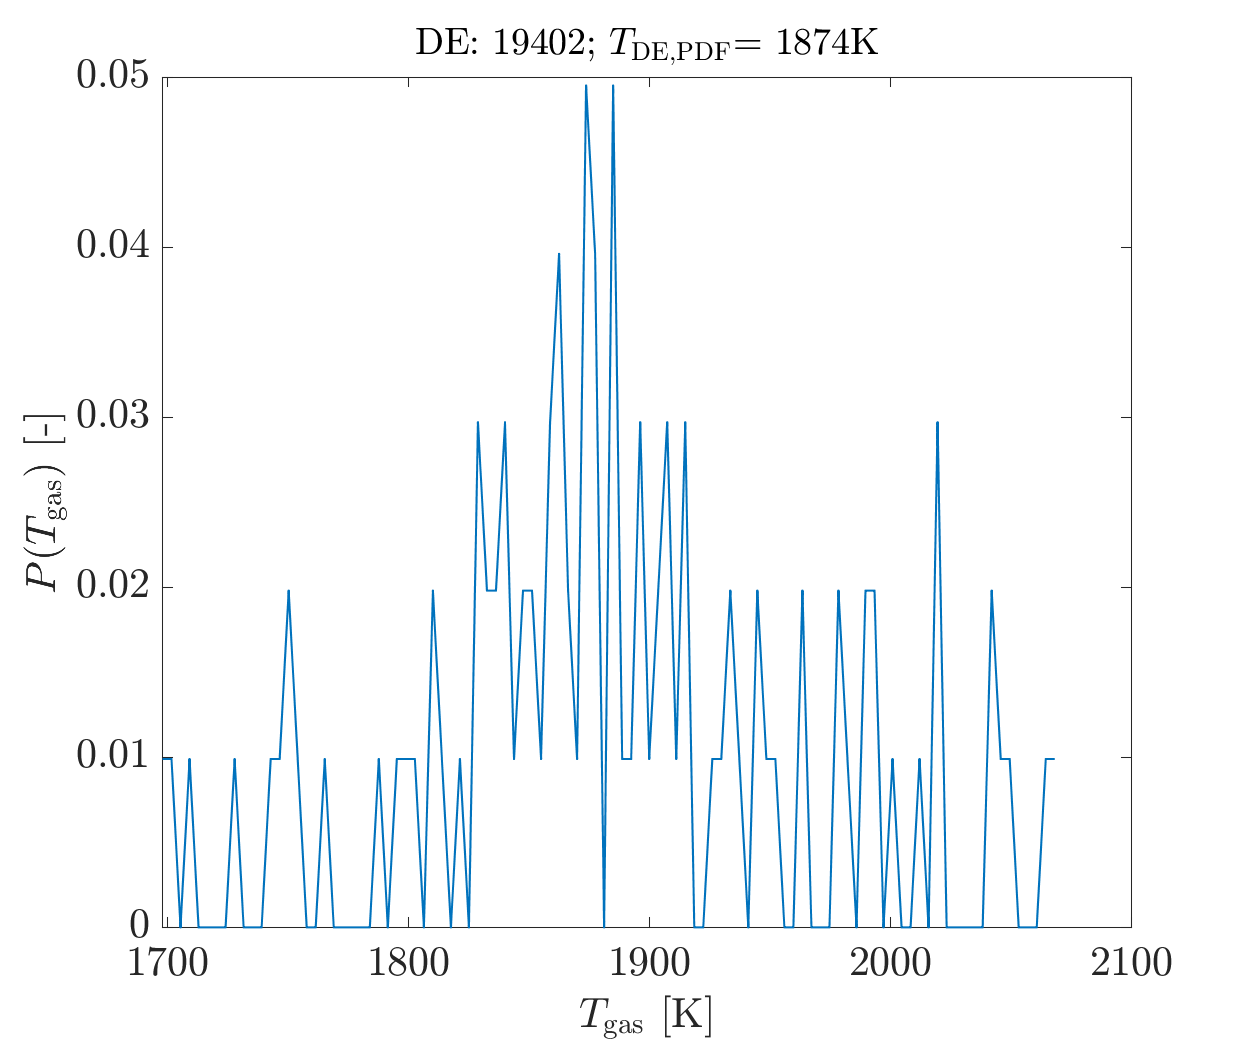 DE: 19402; T_DE,PDF= 1874K
0.05
0.04
0.03
0.02
0.01
0
P(T_gas) [-]
1700 1800 1900 2000 2100
T_gas [K]